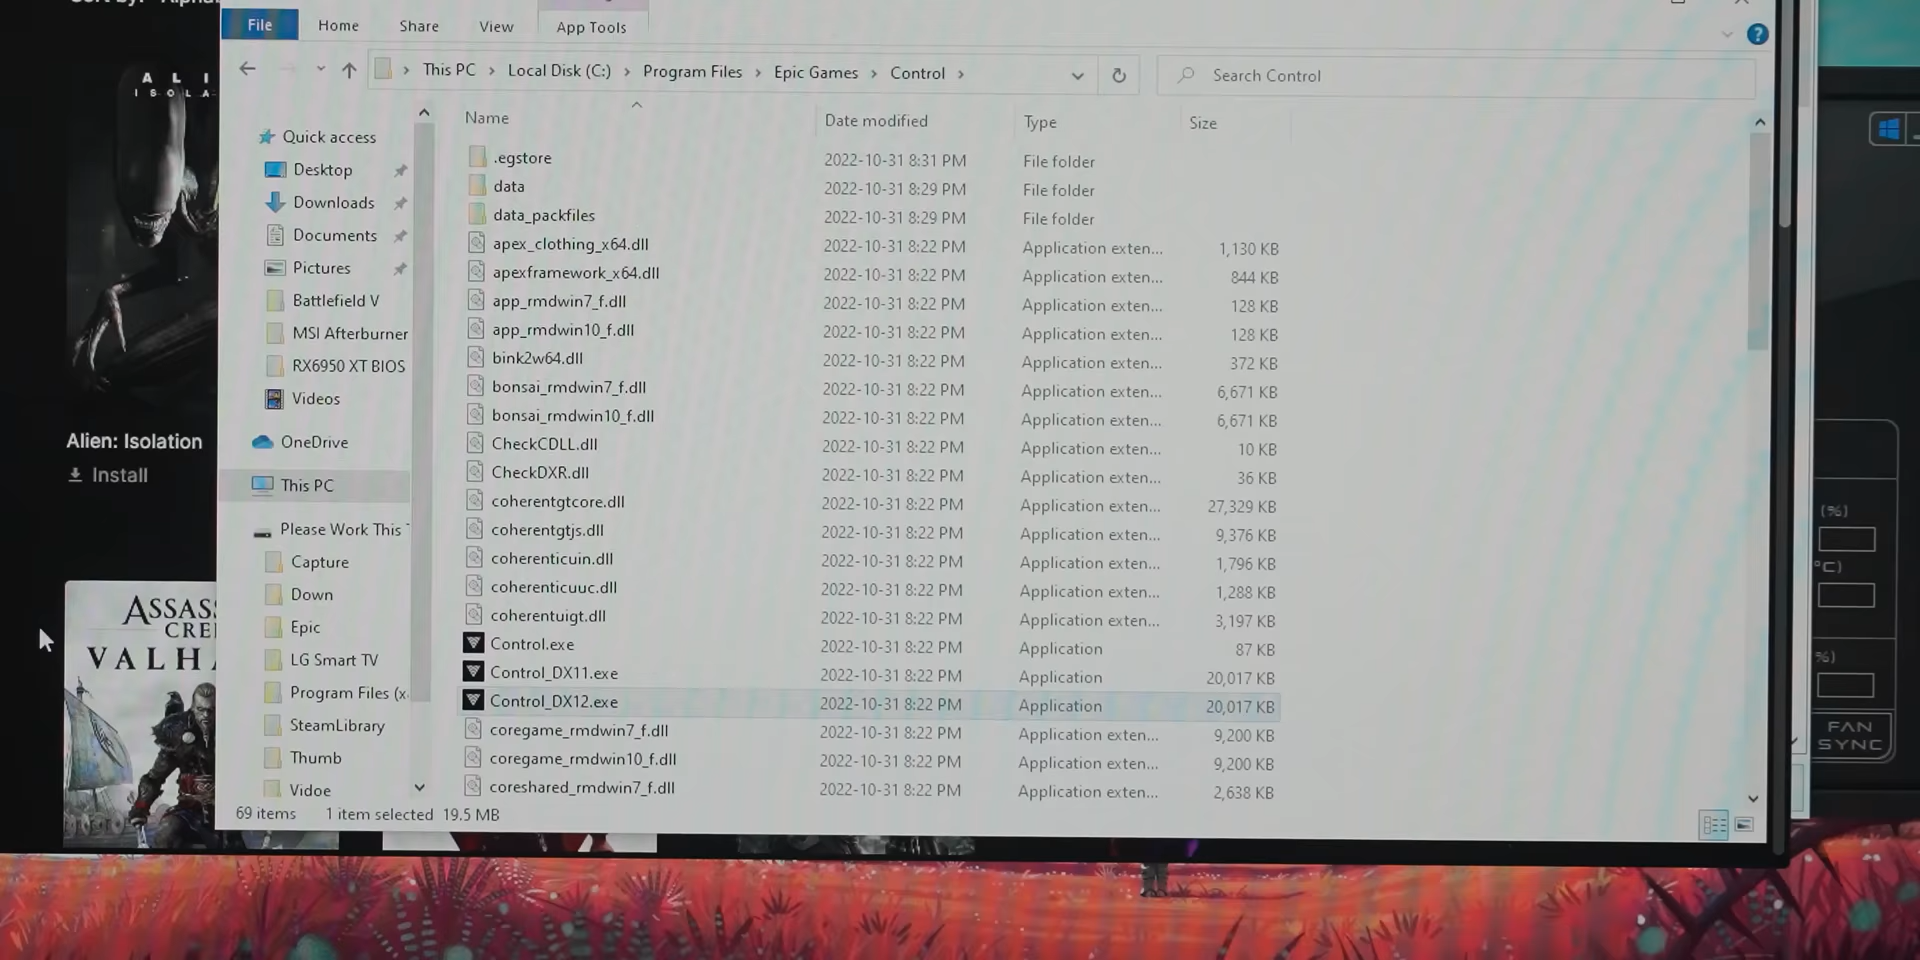 File Home Share View App Tools
This PC Local Disk (C:) Program Files Epic Games Control
Search Control
Name Date modified Type Size
.egstore 2022-10-31 8:31 PM File folder
data 2022-10-31 8:29 PM File folder
data_packfiles 2022-10-31 8:29 PM File folder
apex_clothing_x64.dll 2022-10-31 8:22 PM Application exten... 1,130 KB
apexframework_x64.dll 2022-10-31 8:22 PM Application exten... 844 KB
app_rmdwin7_f.dll 2022-10-31 8:22 PM Application exten... 128 KB
app_rmdwin10_f.dll 2022-10-31 8:22 PM Application exten... 128 KB
bink2w64.dll 2022-10-31 8:22 PM Application exten... 372 KB
bonsai_rmdwin7_f.dll 2022-10-31 8:22 PM Application exten... 6,671 KB
bonsai_rmdwin10_f.dll 2022-10-31 8:22 PM Application exten... 6,671 KB
CheckCDLL.dll 2022-10-31 8:22 PM Application exten... 10 KB
CheckDXR.dll 2022-10-31 8:22 PM Application exten... 36 KB
coherentgtcore.dll 2022-10-31 8:22 PM Application exten... 27,329 KB
coherentgtjs.dll 2022-10-31 8:22 PM Application exten... 9,376 KB
coherenticuin.dll 2022-10-31 8:22 PM Application exten... 1,796 KB
coherenticuuc.dll 2022-10-31 8:22 PM Application exten... 1,288 KB
coherentuigt.dll 2022-10-31 8:22 PM Application exten... 3,197 KB
Control.exe 2022-10-31 8:22 PM Application 87 KB
Control_DX11.exe 2022-10-31 8:22 PM Application 20,017 KB
Control_DX12.exe 2022-10-31 8:22 PM Application 20,017 KB
coregame_rmdwin7_f.dll 2022-10-31 8:22 PM Application exten... 9,200 KB
coregame_rmdwin10_f.dll 2022-10-31 8:22 PM Application exten... 9,200 KB
coreshared_rmdwin7_f.dll 2022-10-31 8:22 PM Application exten... 2,638 KB
Quick access
Desktop
Downloads
Documents
Pictures
Battlefield V
MSI Afterburner
RX6950 XT BIOS
Videos
OneDrive
This PC
Please Work This
Capture
Down
Epic
LG Smart TV
Program Files (x
SteamLibrary
Thumb
Vidoe
69 items 1 item selected 19.5 MB
ALI
ISOLA
Alien: Isolation
Install
ASSAS
CREE
VALHA
(%)
°C)
%)
FAN
SYNC